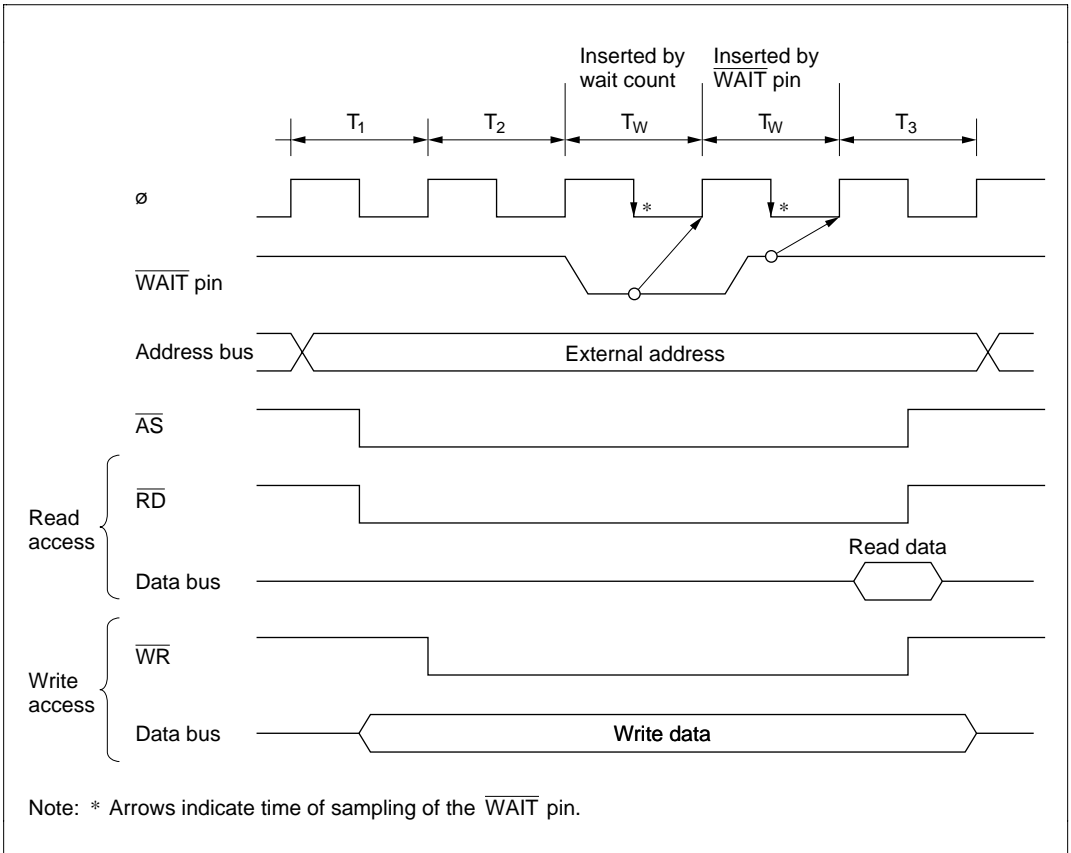 Inserted by
wait count
Inserted by
WAIT pin
T1 T2 TW TW T3
ø
* *
WAIT pin
Address bus External address
AS
Read
access
RD
Read data
Data bus
Write
access
WR
Data bus Write data
Note: * Arrows indicate time of sampling of the WAIT pin.